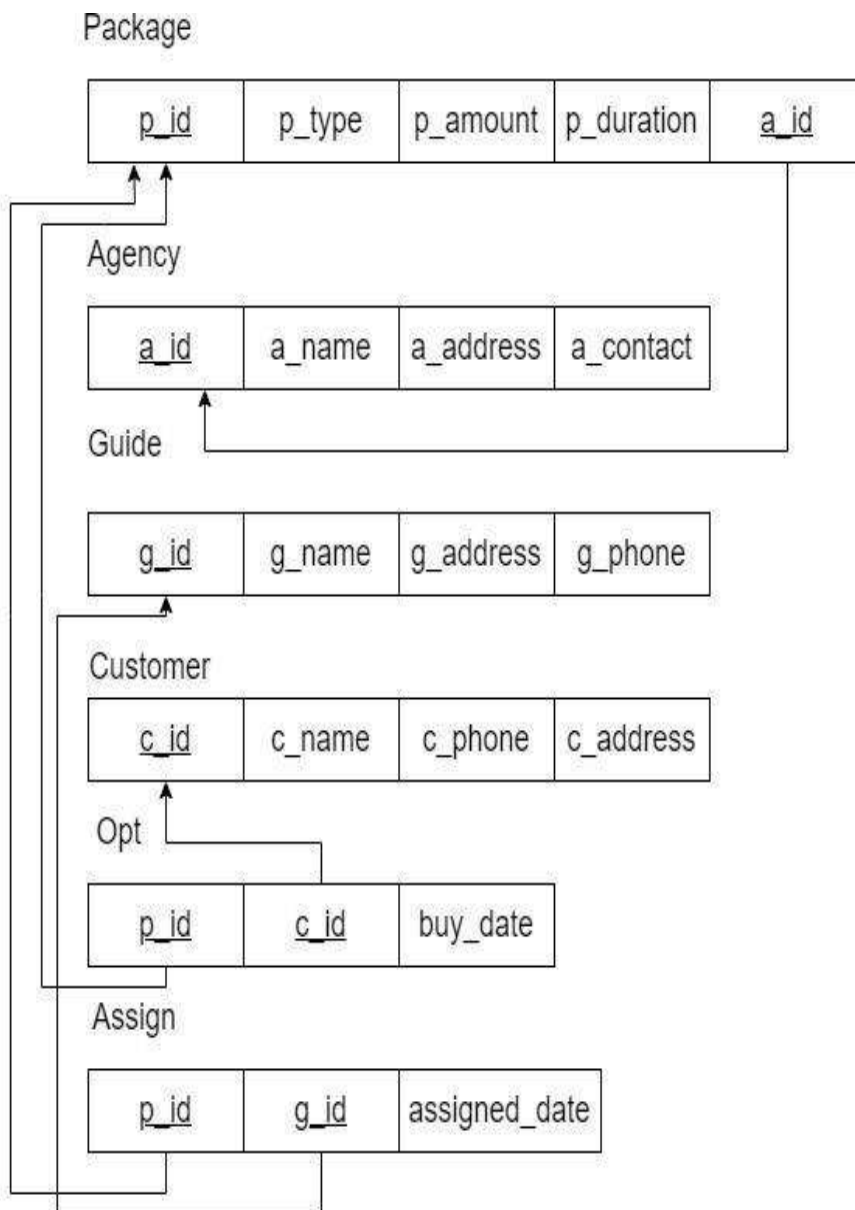 Package
p_id p_type p_amount p_duration a_id
Agency
a_id a_name a_address a_contact
Guide
g_id g_name g_address g_phone
Customer
c_id c_name c_phone c_address
Opt
p_id c_id buy_date
Assign
p_id g_id assigned_date